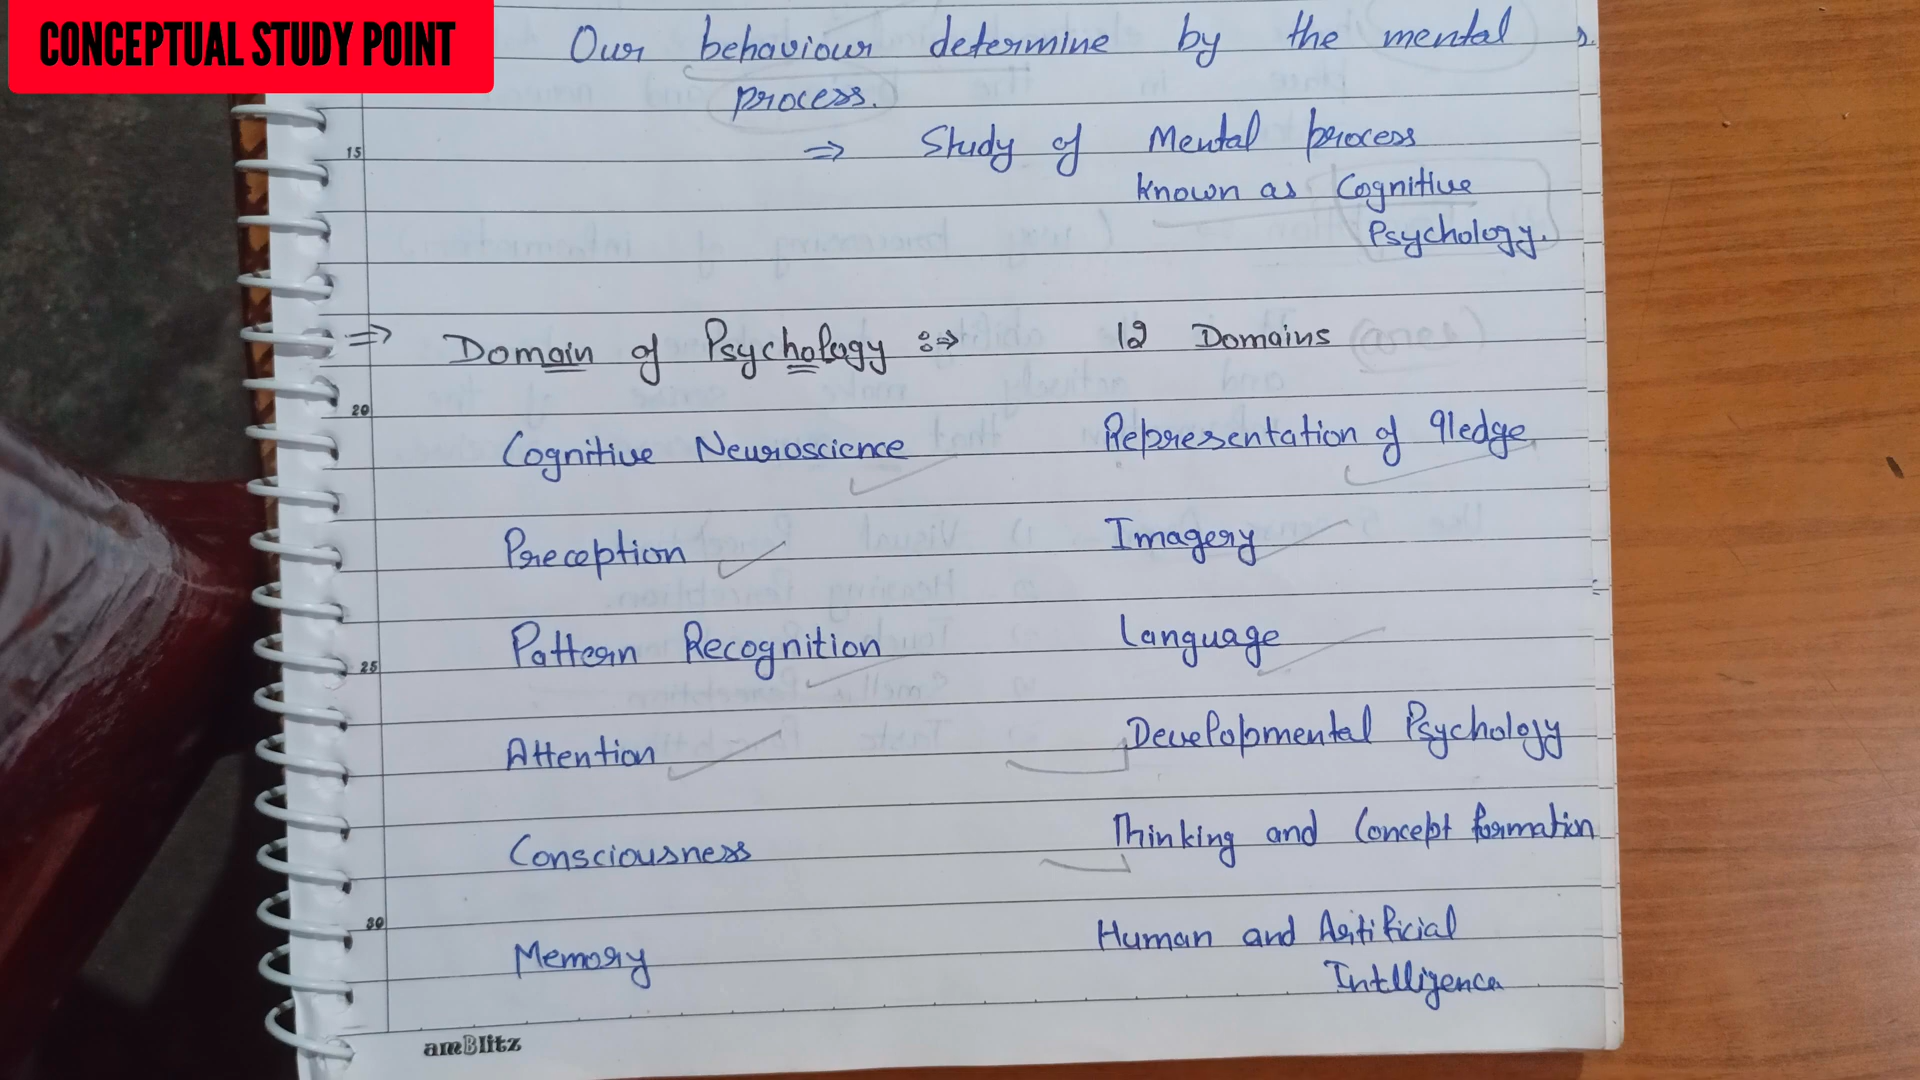 CONCEPTUAL STUDY POINT
Our behaviour determine by the mental
process.
⇒ Study of Mental process
known as Cognitive
Psychology.
⇒ Domain of Psychology :⇒ 12 Domains
Cognitive Neuroscience
Representation of
Preception
Imagery
Pattern Recognition
Language
Attention
Developmental Psychology
Consciousness
Thinking and Concept formation
Memory
Human and Artificial
Intlligence
15
20
25
30
amBlitz